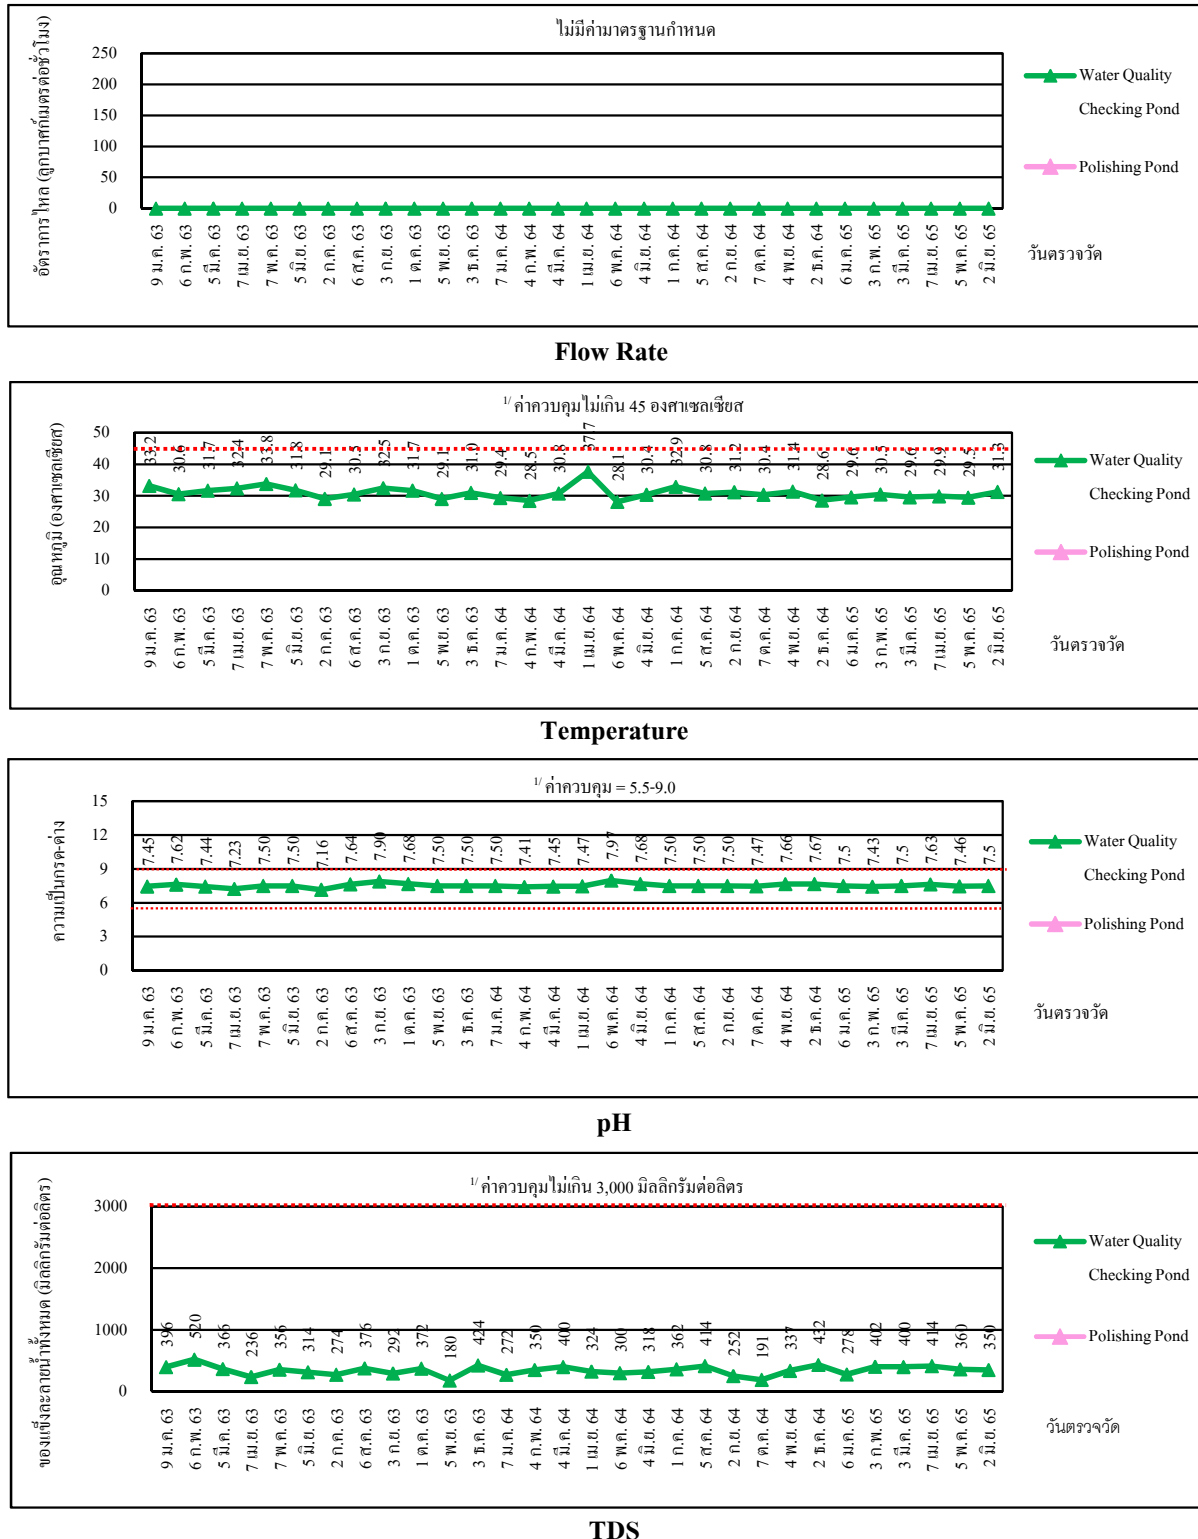 ไม่มีค่ามาตรฐานกำหนด
อัตราการไหล (ลูกบาศก์เมตรต่อชั่วโมง)
250
200
150
100
50
0
9 ม.ค. 63
6 ก.พ. 63
5 มี.ค. 63
7 เม.ย. 63
7 พ.ค. 63
5 มิ.ย. 63
2 ก.ค. 63
6 ส.ค. 63
3 ก.ย. 63
1 ต.ค. 63
5 พ.ย. 63
3 ธ.ค. 63
7 ม.ค. 64
4 ก.พ. 64
4 มี.ค. 64
1 เม.ย. 64
6 พ.ค. 64
4 มิ.ย. 64
1 ก.ค. 64
5 ส.ค. 64
2 ก.ย. 64
7 ต.ค. 64
4 พ.ย. 64
2 ธ.ค. 64
6 ม.ค. 65
3 ก.พ. 65
3 มี.ค. 65
7 เม.ย. 65
5 พ.ค. 65
2 มิ.ย. 65
วันตรวจวัด
Water Quality
Checking Pond
Polishing Pond
Flow Rate
1/ ค่าควบคุมไม่เกิน 45 องศาเซลเซียส
อุณหภูมิ (องศาเซลเซียส)
50
40
30
20
10
0
33.2
30.6
31.7
32.4
33.8
31.8
29.1
30.5
32.5
31.7
29.1
31.0
29.4
28.5
30.8
37.7
28.1
30.4
32.9
30.8
31.2
30.4
31.4
28.6
29.6
30.5
29.6
29.9
29.5
31.3
9 ม.ค. 63
6 ก.พ. 63
5 มี.ค. 63
7 เม.ย. 63
7 พ.ค. 63
5 มิ.ย. 63
2 ก.ค. 63
6 ส.ค. 63
3 ก.ย. 63
1 ต.ค. 63
5 พ.ย. 63
3 ธ.ค. 63
7 ม.ค. 64
4 ก.พ. 64
4 มี.ค. 64
1 เม.ย. 64
6 พ.ค. 64
4 มิ.ย. 64
1 ก.ค. 64
5 ส.ค. 64
2 ก.ย. 64
7 ต.ค. 64
4 พ.ย. 64
2 ธ.ค. 64
6 ม.ค. 65
3 ก.พ. 65
3 มี.ค. 65
7 เม.ย. 65
5 พ.ค. 65
2 มิ.ย. 65
วันตรวจวัด
Water Quality
Checking Pond
Polishing Pond
Temperature
1/ ค่าควบคุม = 5.5-9.0
ความเป็นกรด-ด่าง
15
12
9
6
3
0
7.45
7.62
7.44
7.23
7.50
7.50
7.16
7.64
7.90
7.68
7.50
7.50
7.50
7.41
7.45
7.47
7.97
7.68
7.50
7.50
7.50
7.47
7.66
7.67
7.5
7.43
7.5
7.63
7.46
7.5
9 ม.ค. 63
6 ก.พ. 63
5 มี.ค. 63
7 เม.ย. 63
7 พ.ค. 63
5 มิ.ย. 63
2 ก.ค. 63
6 ส.ค. 63
3 ก.ย. 63
1 ต.ค. 63
5 พ.ย. 63
3 ธ.ค. 63
7 ม.ค. 64
4 ก.พ. 64
4 มี.ค. 64
1 เม.ย. 64
6 พ.ค. 64
4 มิ.ย. 64
1 ก.ค. 64
5 ส.ค. 64
2 ก.ย. 64
7 ต.ค. 64
4 พ.ย. 64
2 ธ.ค. 64
6 ม.ค. 65
3 ก.พ. 65
3 มี.ค. 65
7 เม.ย. 65
5 พ.ค. 65
2 มิ.ย. 65
วันตรวจวัด
Water Quality
Checking Pond
Polishing Pond
pH
1/ ค่าควบคุมไม่เกิน 3,000 มิลลิกรัมต่อลิตร
ของแข็งละลายน้ำทั้งหมด (มิลลิกรัมต่อลิตร)
3000
2000
1000
0
396
520
366
236
356
314
274
376
292
372
180
424
272
350
400
324
300
318
362
414
252
191
337
432
278
402
400
414
360
350
9 ม.ค. 63
6 ก.พ. 63
5 มี.ค. 63
7 เม.ย. 63
7 พ.ค. 63
5 มิ.ย. 63
2 ก.ค. 63
6 ส.ค. 63
3 ก.ย. 63
1 ต.ค. 63
5 พ.ย. 63
3 ธ.ค. 63
7 ม.ค. 64
4 ก.พ. 64
4 มี.ค. 64
1 เม.ย. 64
6 พ.ค. 64
4 มิ.ย. 64
1 ก.ค. 64
5 ส.ค. 64
2 ก.ย. 64
7 ต.ค. 64
4 พ.ย. 64
2 ธ.ค. 64
6 ม.ค. 65
3 ก.พ. 65
3 มี.ค. 65
7 เม.ย. 65
5 พ.ค. 65
2 มิ.ย. 65
วันตรวจวัด
Water Quality
Checking Pond
Polishing Pond
TDS